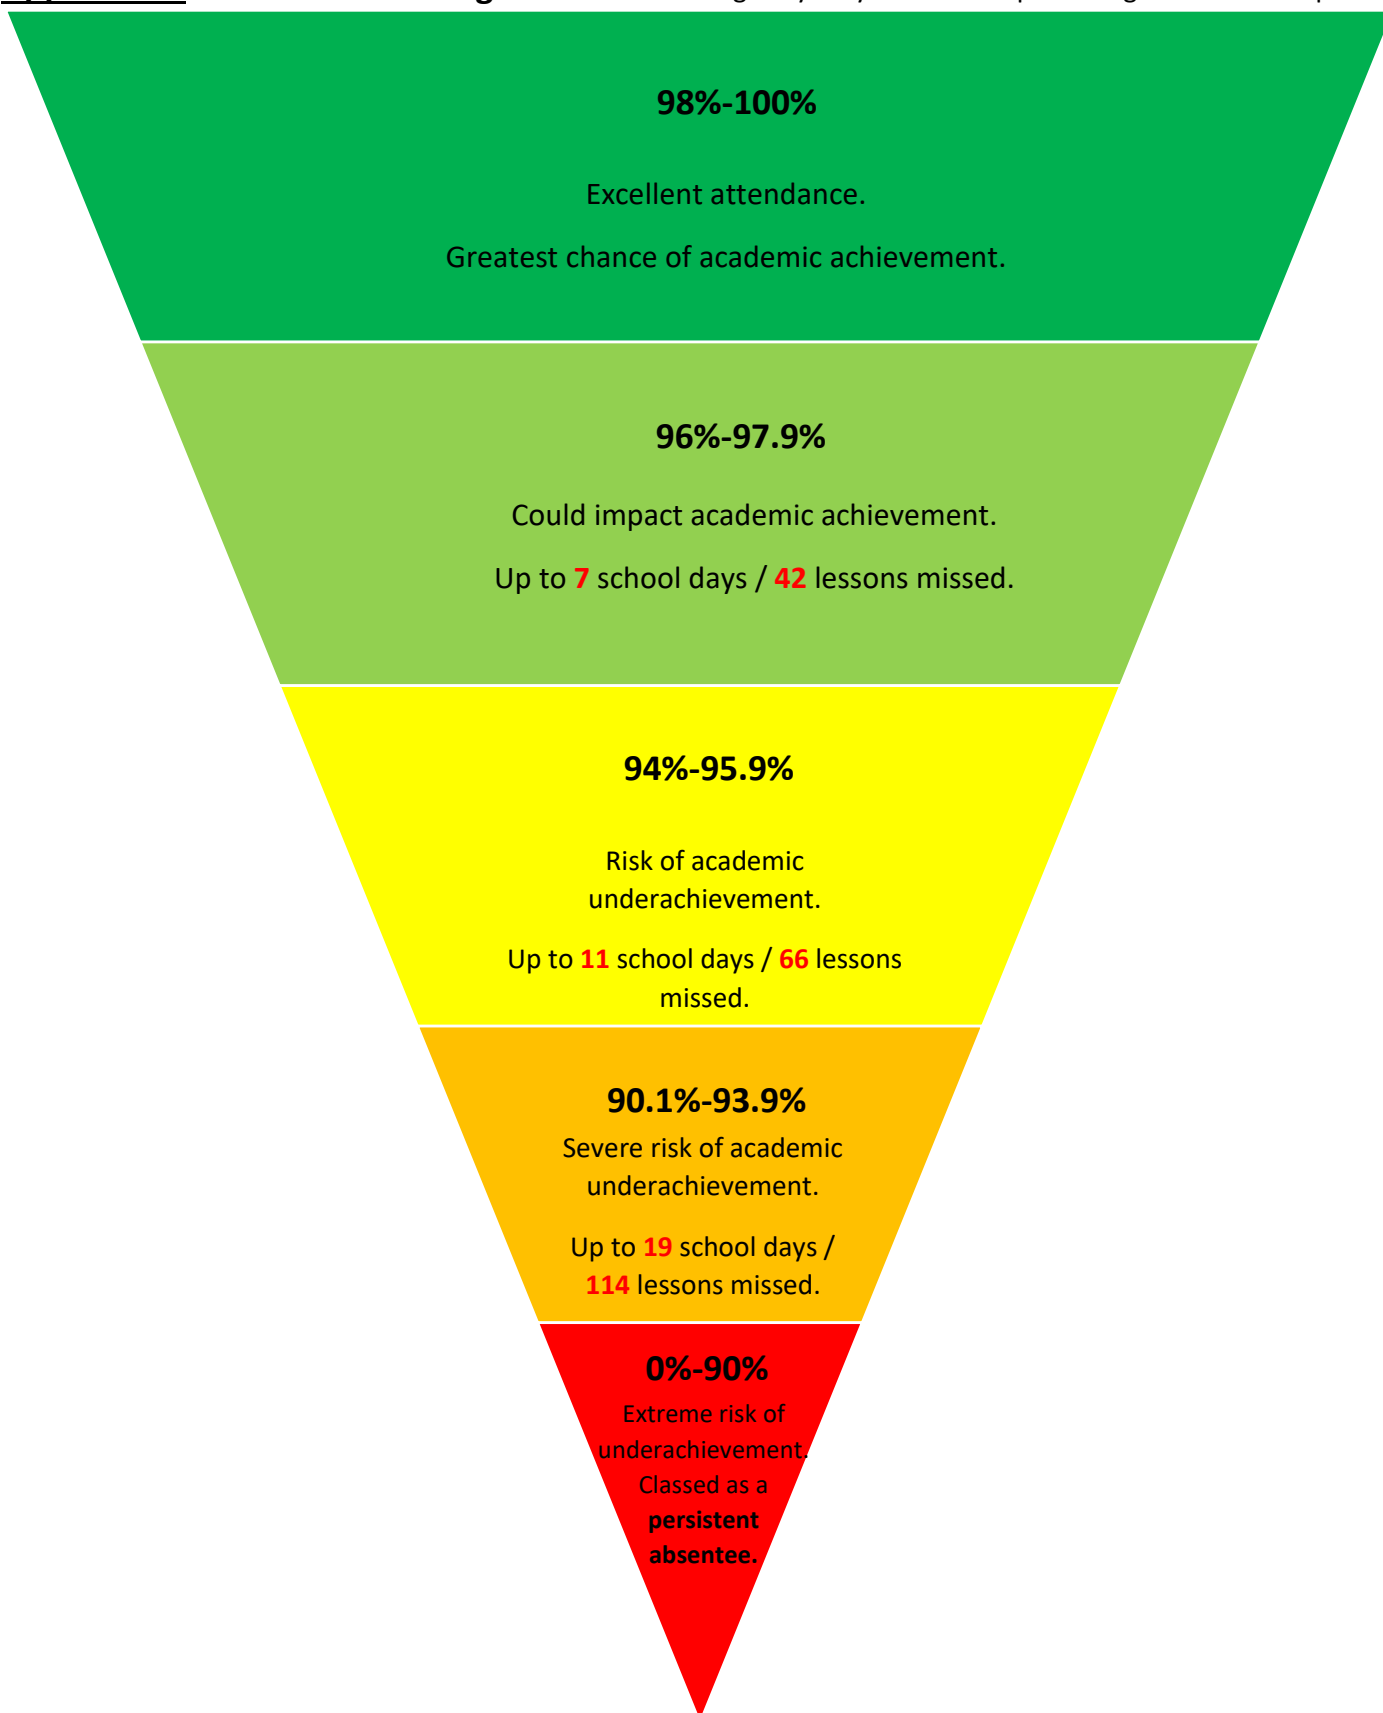 98%-100%
Excellent attendance.
Greatest chance of academic achievement.
96%-97.9%
Could impact academic achievement.
Up to 7 school days / 42 lessons missed.
94%-95.9%
Risk of academic
underachievement.
Up to 11 school days / 66 lessons
missed.
90.1%-93.9%
Severe risk of academic
underachievement.
Up to 19 school days /
114 lessons missed.
0%-90%
Extreme risk of
underachievement.
Classed as a
persistent
absentee.